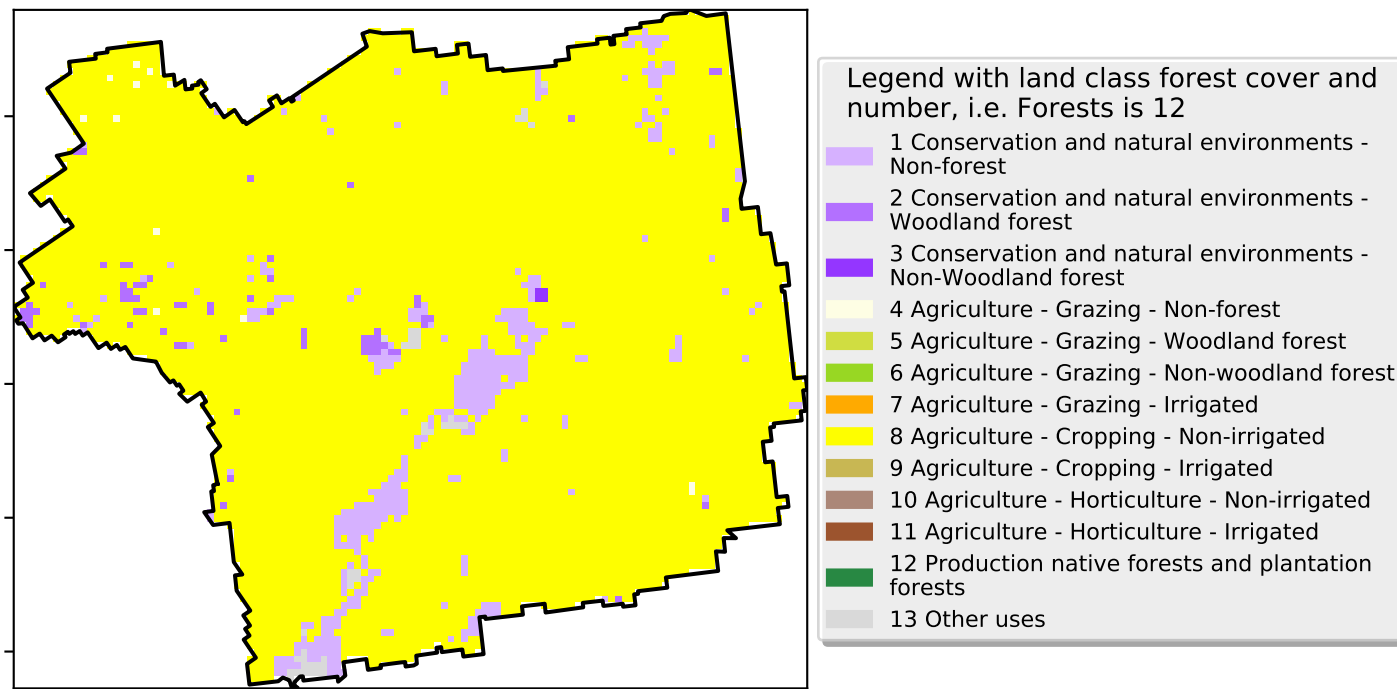 Legend with land class forest cover and
number, i.e. Forests is 12
1 Conservation and natural environments -
Non-forest
2 Conservation and natural environments -
Woodland forest
3 Conservation and natural environments -
Non-Woodland forest
4 Agriculture - Grazing - Non-forest
5 Agriculture - Grazing - Woodland forest
6 Agriculture - Grazing - Non-woodland forest
7 Agriculture - Grazing - Irrigated
8 Agriculture - Cropping - Non-irrigated
9 Agriculture - Cropping - Irrigated
10 Agriculture - Horticulture - Non-irrigated
11 Agriculture - Horticulture - Irrigated
12 Production native forests and plantation
forests
13 Other uses